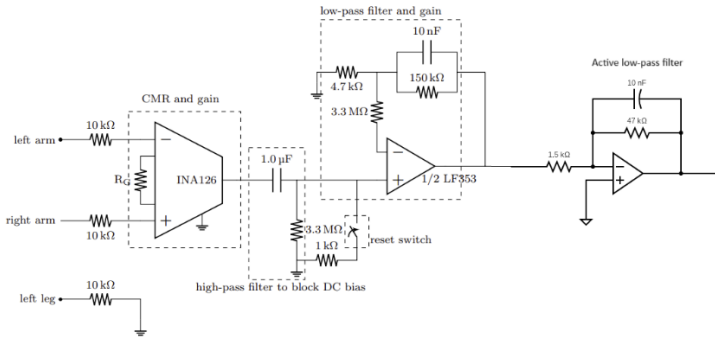 low-pass filter and gain
10 nF
4.7 kΩ
150 kΩ
3.3 MΩ
Active low-pass filter
10 nF
47 kΩ
1.5 kΩ
CMR and gain
10 kΩ
left arm
RG
INA126
1.0 µF
1/2 LF353
right arm
10 kΩ
3.3 MΩ
1 kΩ
reset switch
10 kΩ
left leg
high-pass filter to block DC bias